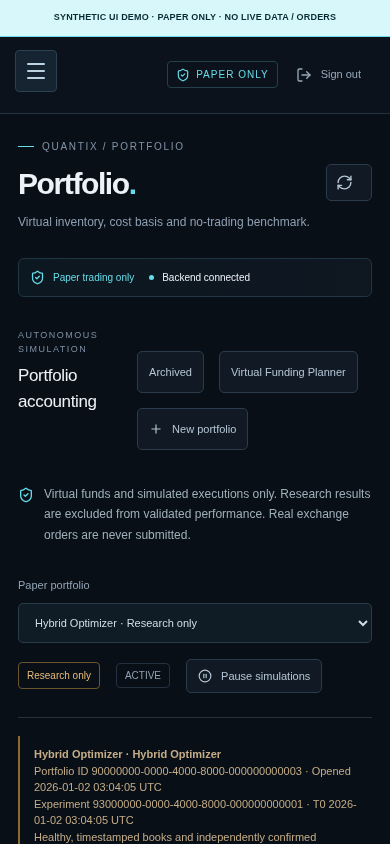 SYNTHETIC UI DEMO · PAPER ONLY · NO LIVE DATA / ORDERS
PAPER ONLY
Sign out
QUANTIX / PORTFOLIO
Portfolio.
Virtual inventory, cost basis and no-trading benchmark.
Paper trading only
Backend connected
AUTONOMOUS
SIMULATION
Portfolio
accounting
Archived
Virtual Funding Planner
New portfolio
Virtual funds and simulated executions only. Research results
are excluded from validated performance. Real exchange
orders are never submitted.
Paper portfolio
Hybrid Optimizer · Research only
Research only
ACTIVE
Pause simulations
Hybrid Optimizer · Hybrid Optimizer
Portfolio ID 90000000-0000-4000-8000-000000000003 · Opened
2026-01-02 03:04:05 UTC
Experiment 93000000-0000-4000-8000-000000000001 · T0 2026-
01-02 03:04:05 UTC
Healthy, timestamped books and independently confirmed